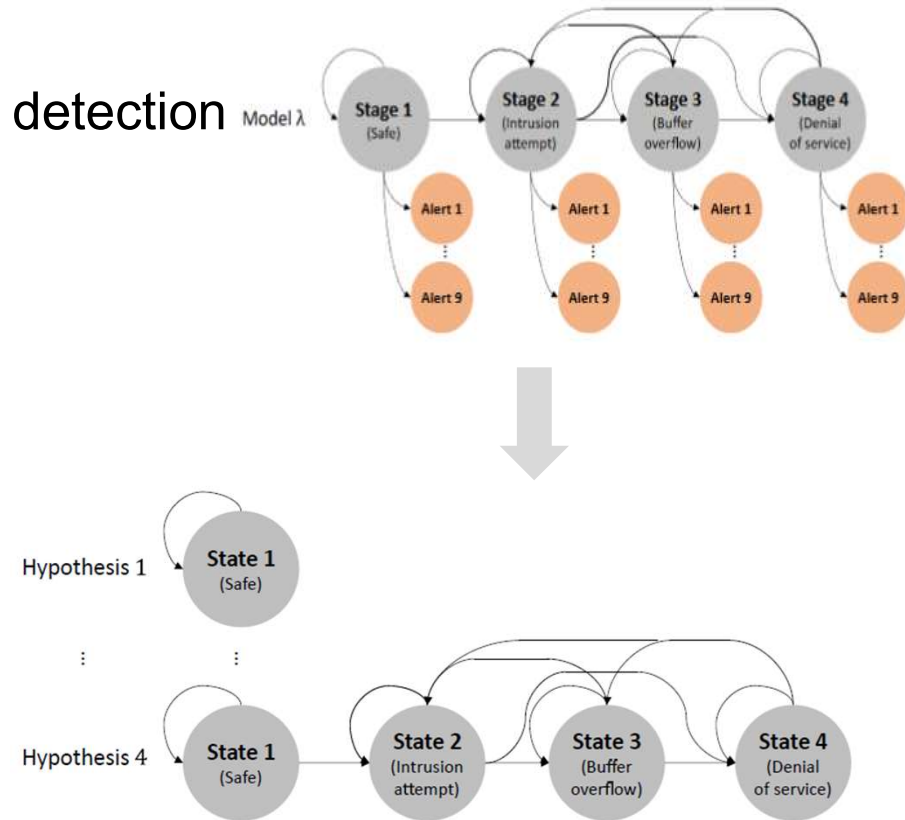 detection
Model λ
Stage 1
(Safe)
Stage 2
(Intrusion
attempt)
Stage 3
(Buffer
overflow)
Stage 4
(Denial
of service)
Alert 1
Alert 1
Alert 1
Alert 1
⋮
⋮
⋮
⋮
Alert 9
Alert 9
Alert 9
Alert 9
Hypothesis 1
State 1
(Safe)
⋮
⋮
Hypothesis 4
State 1
(Safe)
State 2
(Intrusion
attempt)
State 3
(Buffer
overflow)
State 4
(Denial
of service)